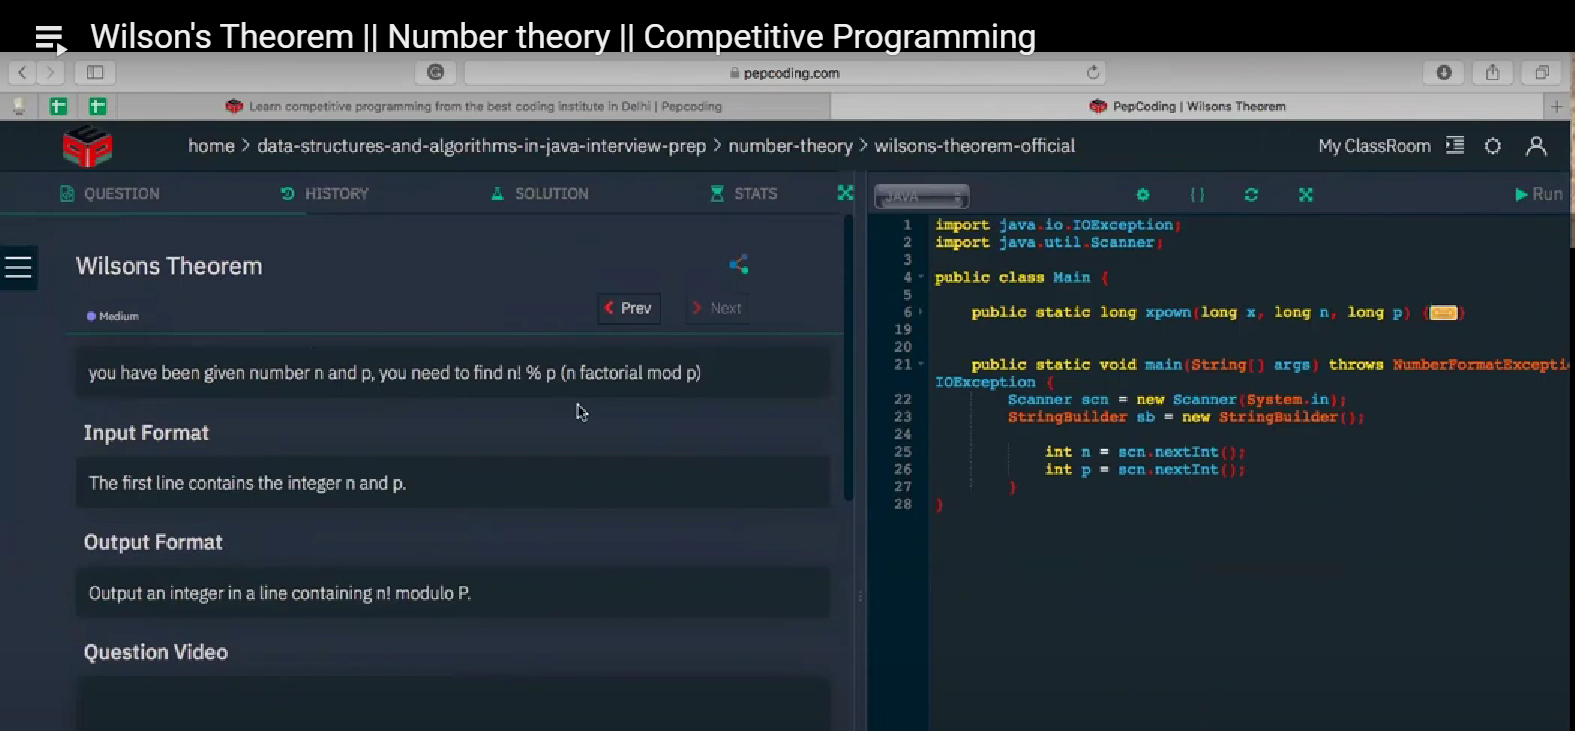 Wilson's Theorem || Number theory || Competitive Programming
pepcoding.com
Learn competitive programming from the best coding institute in Delhi | Pepcoding
PepCoding | Wilsons Theorem
home > data-structures-and-algorithms-in-java-interview-prep > number-theory > wilsons-theorem-official
My ClassRoom
QUESTION HISTORY SOLUTION STATS
JAVA
Run
Wilsons Theorem
Prev Next
Medium
you have been given number n and p, you need to find n! % p (n factorial mod p)
Input Format
The first line contains the integer n and p.
Output Format
Output an integer in a line containing n! modulo P.
Question Video
1 import java.io.IOException;
2 import java.util.Scanner;
3
4 public class Main {
5
6 public static long xpown(long x, long n, long p) {}
19
20
21 public static void main(String[] args) throws NumberFormatExcepti
IOException {
22 Scanner scn = new Scanner(System.in);
23 StringBuilder sb = new StringBuilder();
24
25 int n = scn.nextInt();
26 int p = scn.nextInt();
27 }
28 }